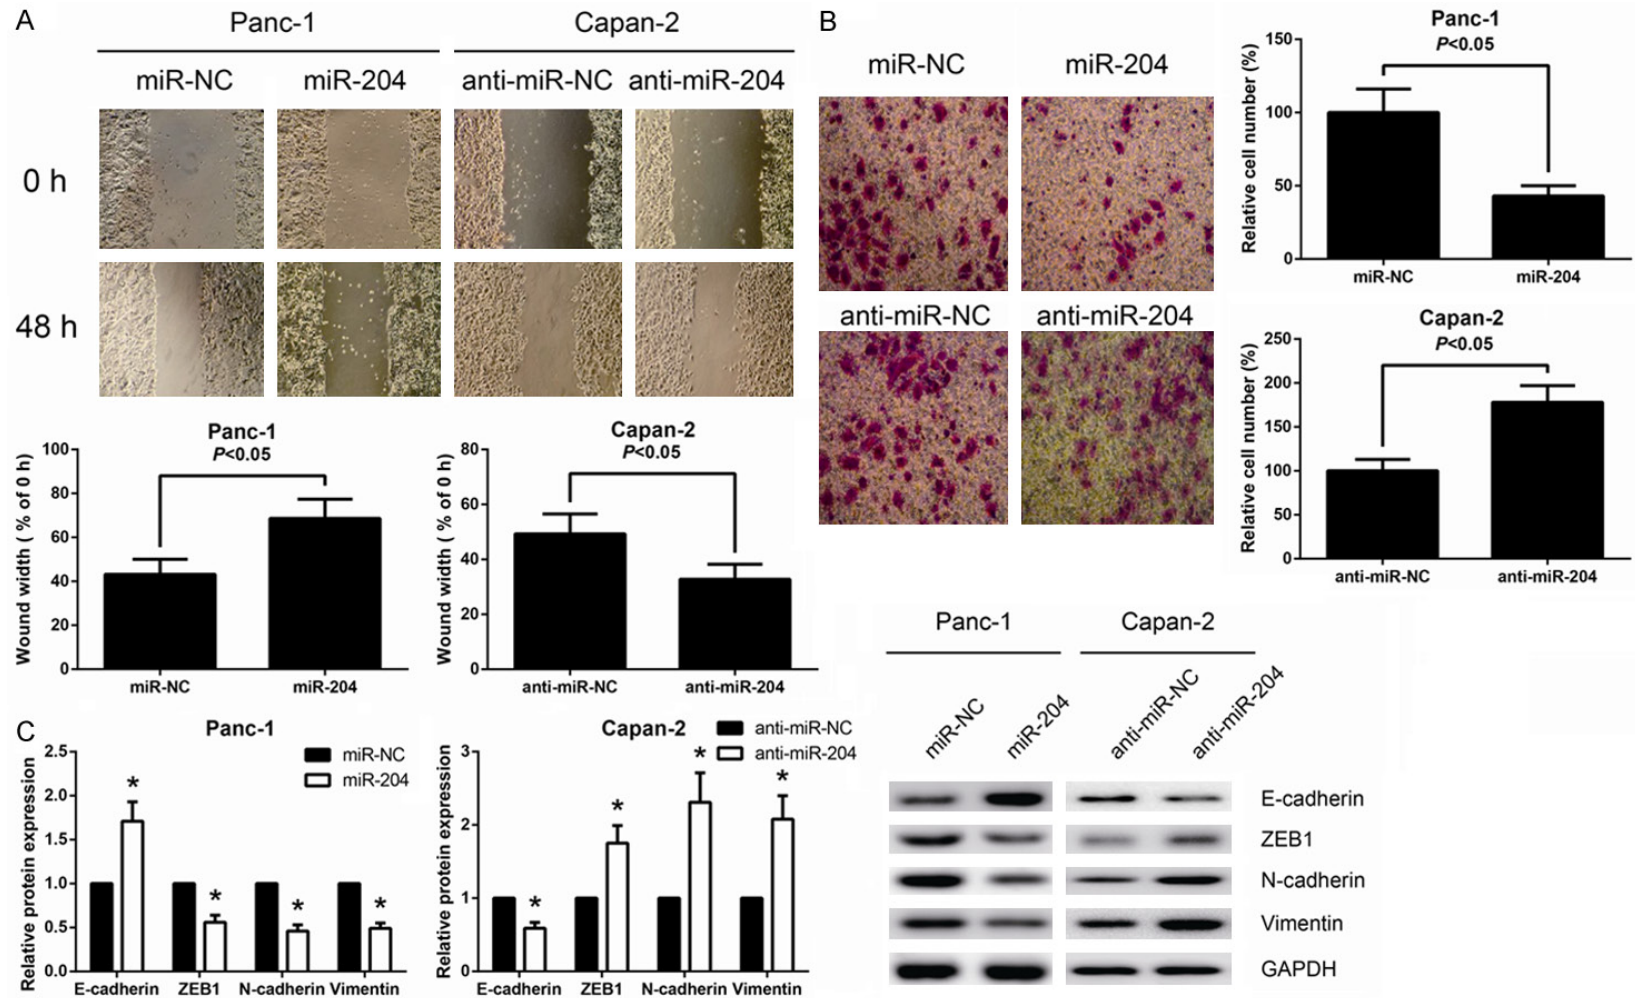 A
Panc-1
Capan-2
miR-NC
miR-204
anti-miR-NC
anti-miR-204
0 h
48 h
Panc-1
P<0.05
Wound width ( % of 0 h)
100
80
60
40
20
0
miR-NC
miR-204
Capan-2
P<0.05
Wound width ( % of 0 h)
80
60
40
20
0
anti-miR-NC
anti-miR-204
B
miR-NC
miR-204
anti-miR-NC
anti-miR-204
Panc-1
P<0.05
Relative cell number (%)
150
100
50
0
miR-NC
miR-204
Capan-2
P<0.05
Relative cell number (%)
250
200
150
100
50
0
anti-miR-NC
anti-miR-204
C
Panc-1
miR-NC
miR-204
Relative protein expression
2.5
2.0
1.5
1.0
0.5
0.0
*
*
*
*
E-cadherin
ZEB1
N-cadherin
Vimentin
Capan-2
anti-miR-NC
anti-miR-204
Relative protein expression
3
2
1
0
*
*
*
*
E-cadherin
ZEB1
N-cadherin
Vimentin
Panc-1
Capan-2
miR-NC
miR-204
anti-miR-NC
anti-miR-204
E-cadherin
ZEB1
N-cadherin
Vimentin
GAPDH